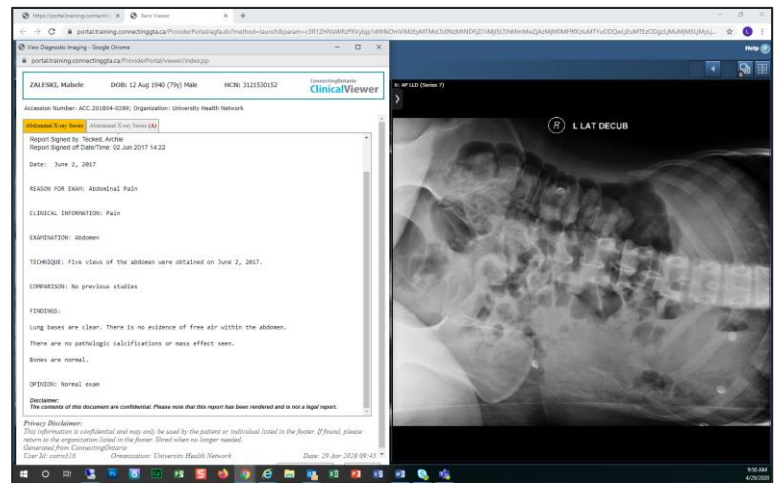 https://portal.training.connectin
Xero Viewer
View Diagnostic Imaging - Google Chrome
portal.training.connectinggta.ca/ProviderPortal/viewer/index.jsp
Help
ZALESKI, Mabele
DOB: 12 Aug 1940 (79y) Male
HCN: 3121530152
ConnectingOntario
ClinicalViewer
Accession Number: ACC.201804-0289; Organization: University Health Network
Abdominal X-ray Series
Abdominal X-ray Series (A)
Report Signed by: Tecked, Archie
Report Signed off Date/Time: 02 Jun 2017 14:22
Date: June 2, 2017
REASON FOR EXAM: Abdominal Pain
CLINICAL INFORMATION: Pain
EXAMINATION: Abdomen
TECHNIQUE: Five views of the abdomen were obtained on June 2, 2017.
COMPARISON: No previous studies
FINDINGS:
Lung bases are clear. There is no evidence of free air within the abdomen.
There are no pathologic calcifications or mass effect seen.
Bones are normal.
OPINION: Normal exam
Disclaimer:
The contents of this document are confidential. Please note that this report has been rendered and is not a legal report.
Privacy Disclaimer:
This information is confidential and may only be used by the patient or individual listed in the footer. If found, please
return to the organization listed in the footer. Shred when no longer needed.
Generated from ConnectingOntario
User Id: cotrn316
Organization: University Health Network
Date: 29 Apr 2020 09:43
6: AP LLD (Series 7)
R L LAT DECUB
9:50 AM
4/29/2020